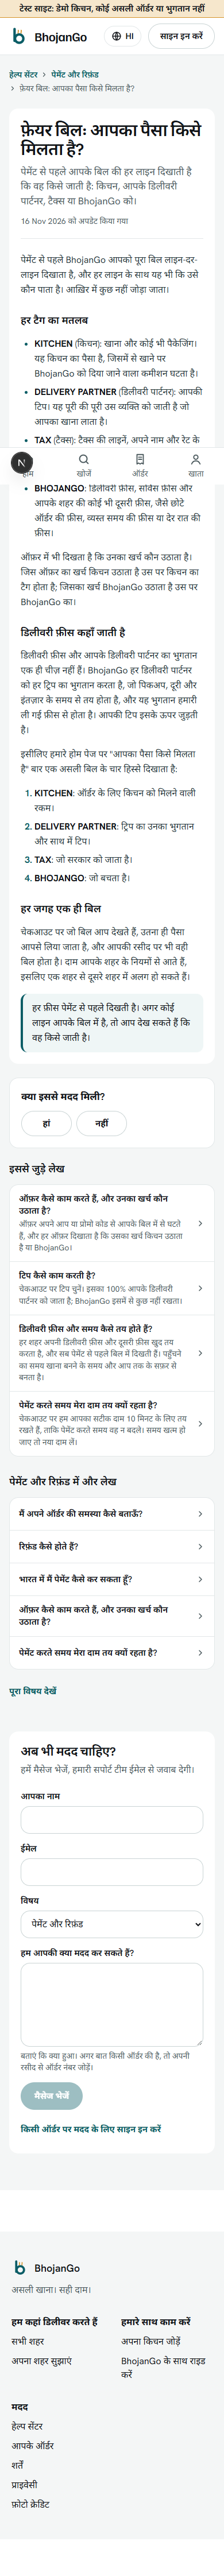 टेस्ट साइट: डेमो किचन, कोई असली ऑर्डर या भुगतान नहीं
BhojanGo
HI
साइन इन करें
हेल्प सेंटर › पेमेंट और रिफ़ंड
› फ़ेयर बिल: आपका पैसा किसे मिलता है?
फ़ेयर बिल: आपका पैसा किसे
मिलता है?
पेमेंट से पहले आपके बिल की हर लाइन दिखाती है
कि वह किसे जाती है: किचन, आपके डिलीवरी
पार्टनर, टैक्स या BhojanGo को।
16 Nov 2026 को अपडेट किया गया
पेमेंट से पहले BhojanGo आपको पूरा बिल लाइन-दर-
लाइन दिखाता है, और हर लाइन के साथ यह भी कि उसे
कौन पाता है। आख़िर में कुछ नहीं जोड़ा जाता।
हर टैग का मतलब
KITCHEN (किचन): खाना और कोई भी पैकेजिंग।
यह किचन का पैसा है, जिसमें से खाने पर
BhojanGo को दिया जाने वाला कमीशन घटता है।
DELIVERY PARTNER (डिलीवरी पार्टनर): आपकी
टिप। यह पूरी की पूरी उस व्यक्ति को जाती है जो
आपका खाना लाता है।
TAX (टैक्स): टैक्स की लाइनें, अपने नाम और रेट के
N
होम
खोजें
ऑर्डर
खाता
BHOJANGO: डिलीवरी फ़ीस, सर्विस फ़ीस और
आपके शहर की कोई भी दूसरी फ़ीस, जैसे छोटे
ऑर्डर की फ़ीस, व्यस्त समय की फ़ीस या देर रात की
फ़ीस।
ऑफ़र में भी दिखता है कि उनका खर्च कौन उठाता है।
जिस ऑफ़र का खर्च किचन उठाता है उस पर किचन का
टैग होता है; जिसका खर्च BhojanGo उठाता है उस पर
BhojanGo का।
डिलीवरी फ़ीस कहाँ जाती है
डिलीवरी फ़ीस और आपके डिलीवरी पार्टनर का भुगतान
एक ही चीज़ नहीं हैं। BhojanGo हर डिलीवरी पार्टनर
को हर ट्रिप का भुगतान करता है, जो पिकअप, दूरी और
इंतज़ार के समय से तय होता है, और यह भुगतान हमारी
ली गई फ़ीस से होता है। आपकी टिप इसके ऊपर जुड़ती
है।
इसीलिए हमारे होम पेज पर "आपका पैसा किसे मिलता
है" बार एक असली बिल के चार हिस्से दिखाता है:
1. KITCHEN: ऑर्डर के लिए किचन को मिलने वाली
रकम।
2. DELIVERY PARTNER: ट्रिप का उनका भुगतान
और साथ में टिप।
3. TAX: जो सरकार को जाता है।
4. BHOJANGO: जो बचता है।
हर जगह एक ही बिल
चेकआउट पर जो बिल आप देखते हैं, उतना ही पैसा
आपसे लिया जाता है, और आपकी रसीद पर भी वही
बिल होता है। दाम आपके शहर के नियमों से आते हैं,
इसलिए एक शहर से दूसरे शहर में अलग हो सकते हैं।
हर फ़ीस पेमेंट से पहले दिखती है। अगर कोई
लाइन आपके बिल में है, तो आप देख सकते हैं कि
वह किसे जाती है।
क्या इससे मदद मिली?
हां
नहीं
इससे जुड़े लेख
ऑफ़र कैसे काम करते हैं, और उनका खर्च कौन
उठाता है?
ऑफ़र अपने आप या प्रोमो कोड से आपके बिल में से घटते
हैं, और हर ऑफ़र दिखाता है कि उसका खर्च किचन उठाता
है या BhojanGo।
टिप कैसे काम करती है?
चेकआउट पर टिप चुनें। इसका 100% आपके डिलीवरी
पार्टनर को जाता है; BhojanGo इसमें से कुछ नहीं रखता।
डिलीवरी फ़ीस और समय कैसे तय होते हैं?
हर शहर अपनी डिलीवरी फ़ीस और दूसरी फ़ीस खुद तय
करता है, और सब पेमेंट से पहले बिल में दिखती हैं। पहुँचने
का समय खाना बनने के समय और आप तक के सफ़र से
बनता है।
पेमेंट करते समय मेरा दाम तय क्यों रहता है?
चेकआउट पर हम आपका सटीक दाम 10 मिनट के लिए तय
रखते हैं, ताकि पेमेंट करते समय वह न बदले। समय खत्म हो
जाए तो नया दाम लें।
पेमेंट और रिफ़ंड में और लेख
मैं अपने ऑर्डर की समस्या कैसे बताऊँ?
रिफ़ंड कैसे होते हैं?
भारत में मैं पेमेंट कैसे कर सकता हूँ?
ऑफ़र कैसे काम करते हैं, और उनका खर्च कौन
उठाता है?
पेमेंट करते समय मेरा दाम तय क्यों रहता है?
पूरा विषय देखें
अब भी मदद चाहिए?
हमें मैसेज भेजें, हमारी सपोर्ट टीम ईमेल से जवाब देगी।
आपका नाम
ईमेल
विषय
पेमेंट और रिफ़ंड
हम आपकी क्या मदद कर सकते हैं?
बताएं कि क्या हुआ। अगर बात किसी ऑर्डर की है, तो अपनी
रसीद से ऑर्डर नंबर जोड़ें।
मैसेज भेजें
किसी ऑर्डर पर मदद के लिए साइन इन करें
BhojanGo
असली खाना। सही दाम।
हम कहां डिलीवर करते हैं
सभी शहर
अपना शहर सुझाएं
हमारे साथ काम करें
अपना किचन जोड़ें
BhojanGo के साथ राइड
करें
मदद
हेल्प सेंटर
आपके ऑर्डर
शर्तें
प्राइवेसी
फ़ोटो क्रेडिट